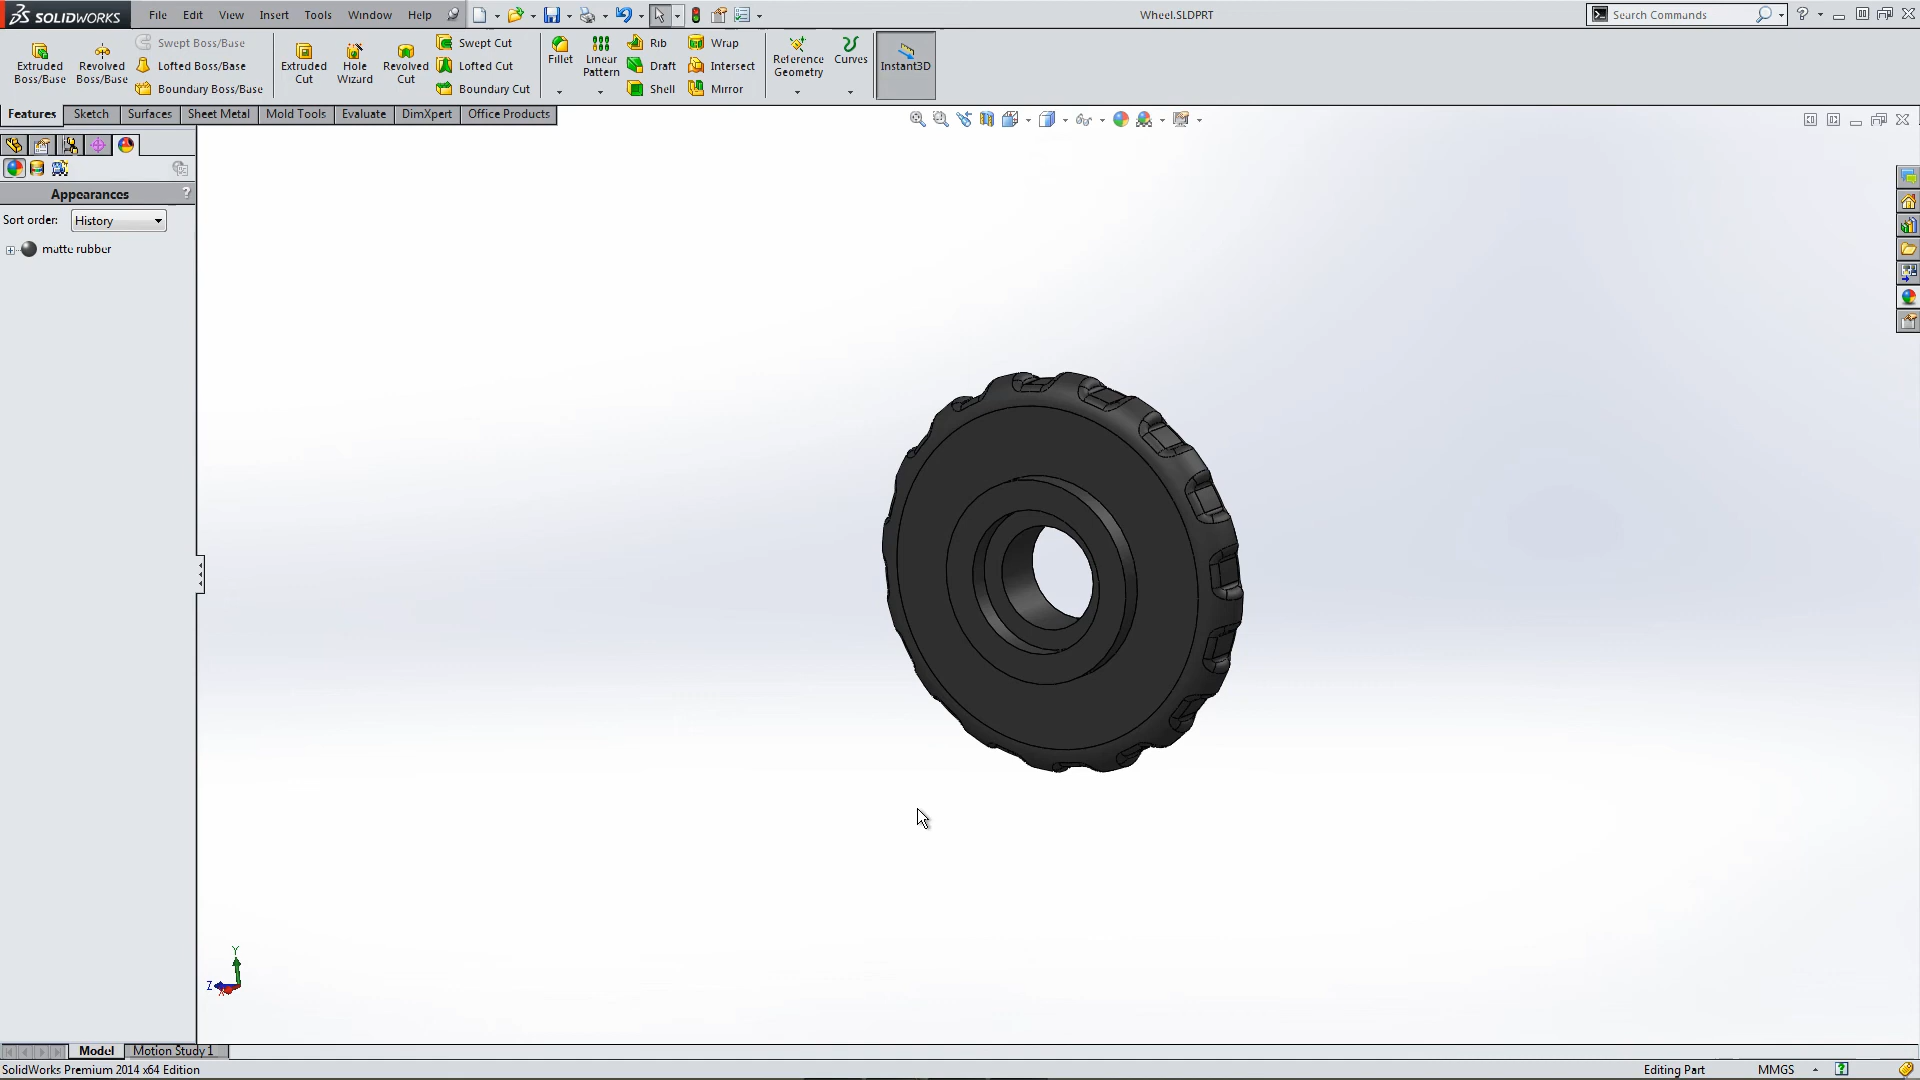 SOLIDWORKS File Edit View Insert Tools Window Help Wheel.SLDPRT Search Commands
Extruded Boss/Base
Revolved Boss/Base
Swept Boss/Base
Lofted Boss/Base
Boundary Boss/Base
Extruded Cut
Hole Wizard
Revolved Cut
Swept Cut
Lofted Cut
Boundary Cut
Fillet
Linear Pattern
Rib
Draft
Shell
Wrap
Intersect
Mirror
Reference Geometry
Curves
Instant3D
Features Sketch Surfaces Sheet Metal Mold Tools Evaluate DimXpert Office Products
Appearances ?
Sort order: History
matte rubber
Y
Z
X
Model Motion Study 1
SolidWorks Premium 2014 x64 Edition Editing Part MMGS